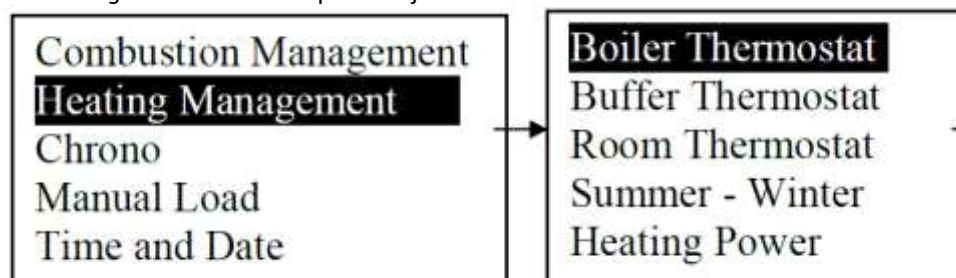 Combustion Management
Heating Management
Chrono
Manual Load
Time and Date
Boiler Thermostat
Buffer Thermostat
Room Thermostat
Summer - Winter
Heating Power